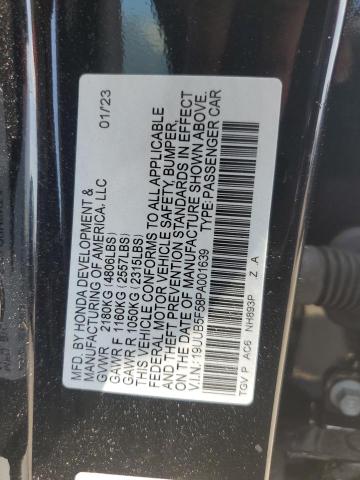 MFD. BY HONDA DEVELOPMENT &
MANUFACTURING OF AMERICA, LLC 01/23
GVWR 2180KG(4806LBS)
GAWR F 1160KG(2557LBS)
GAWR R 1050KG(2315LBS)
THIS VEHICLE CONFORMS TO ALL APPLICABLE
FEDERAL MOTOR VEHICLE SAFETY, BUMPER,
AND THEFT PREVENTION STANDARDS IN EFFECT
ON THE DATE OF MANUFACTURE SHOWN ABOVE.
V.I.N.:19UUB5F58PA001639 TYPE:PASSENGER CAR
TGV P AC6 NH893P Z A